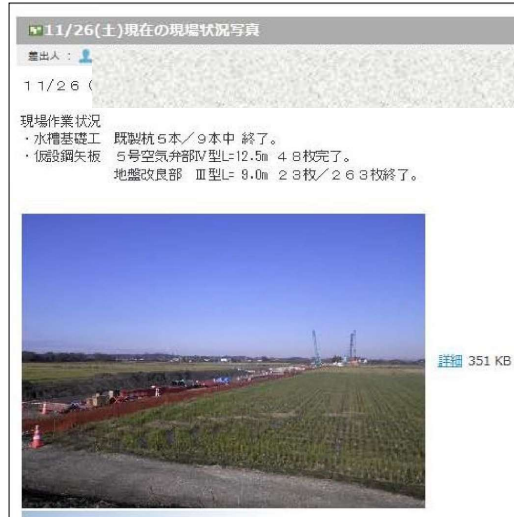 11/26(土)現在の現場状況写真
差出人 :
11/26 (
現場作業状況
・水槽基礎工 既製杭5本/9本中 終了。
・仮設鋼矢板 5号空気弁部Ⅳ型L=12.5m 48枚完了。
地盤改良部 Ⅲ型L= 9.0m 23枚/263枚終了。
詳細 351 KB